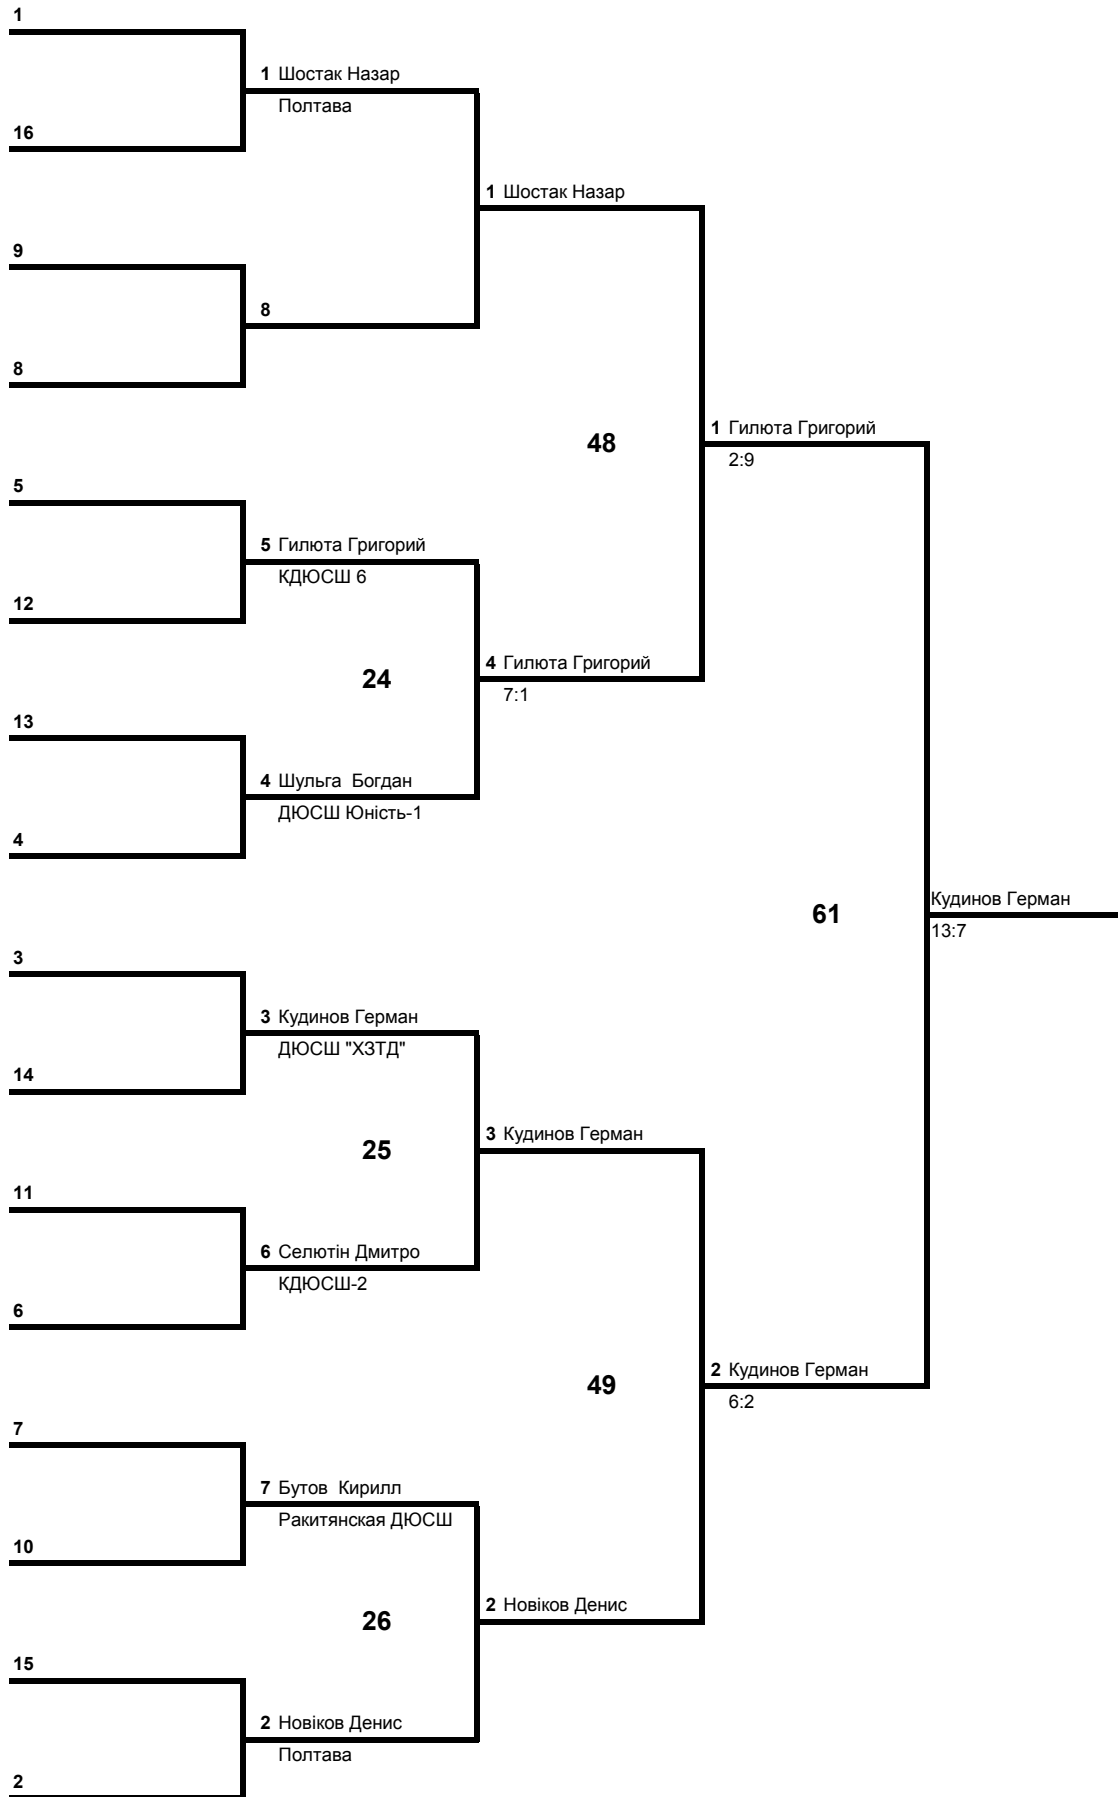 1
1 Шостак Назар
Полтава
16
1 Шостак Назар
9
8
8
1 Гилюта Григорий
48
2:9
5
5 Гилюта Григорий
КДЮСШ 6
12
4 Гилюта Григорий
24
7:1
13
4 Шульга  Богдан
ДЮСШ Юність-1
4
Кудинов Герман
61
13:7
3
3 Кудинов Герман
ДЮСШ "ХЗТД"
14
3 Кудинов Герман
25
11
6 Селютін Дмитро
КДЮСШ-2
6
2 Кудинов Герман
49
6:2
7
7 Бутов  Кирилл
Ракитянская ДЮСШ
10
2 Новіков Денис
26
15
2 Новіков Денис
Полтава
2